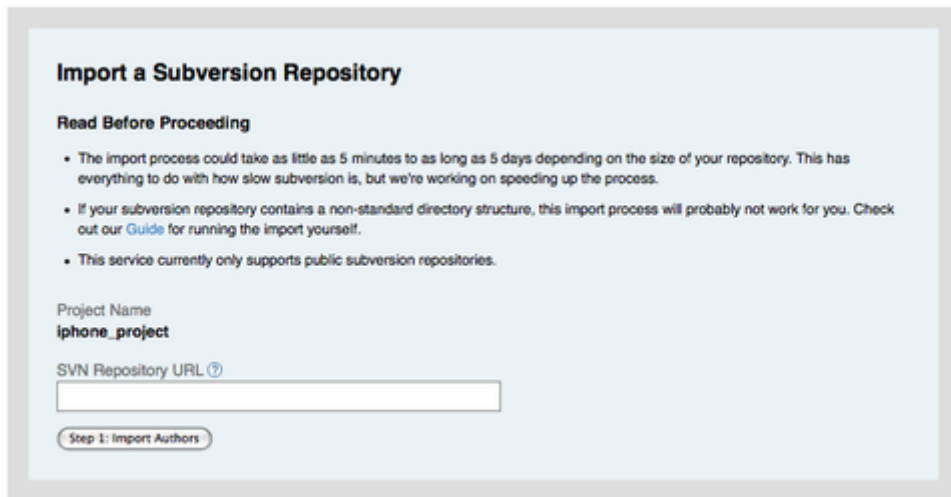 Import a Subversion Repository
Read Before Proceeding
• The import process could take as little as 5 minutes to as long as 5 days depending on the size of your repository. This has
everything to do with how slow subversion is, but we're working on speeding up the process.
• If your subversion repository contains a non-standard directory structure, this import process will probably not work for you. Check
out our Guide for running the import yourself.
• This service currently only supports public subversion repositories.
Project Name
iphone_project
SVN Repository URL ?
Step 1: Import Authors